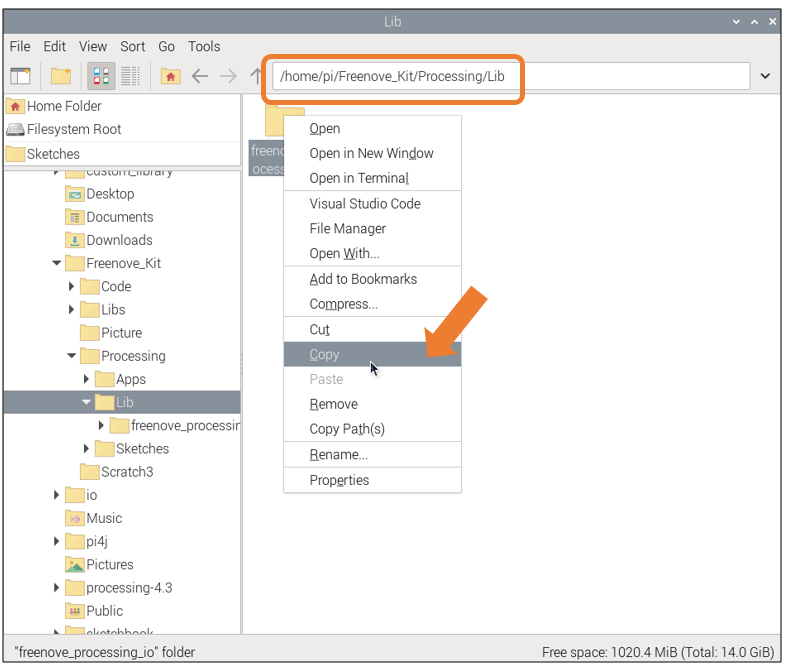 Lib
File Edit View Sort Go Tools
/home/pi/Freenove_Kit/Processing/Lib
Home Folder
Filesystem Root
Sketches
custom_library
Desktop
Documents
Downloads
Freenove_Kit
Code
Libs
Picture
Processing
Apps
Lib
freenove_processin
Sketches
Scratch3
io
Music
pi4j
Pictures
processing-4.3
Public
sketchbook
freeno
ocess
Open
Open in New Window
Open in Terminal
Visual Studio Code
File Manager
Open With...
Add to Bookmarks
Compress...
Cut
Copy
Paste
Remove
Copy Path(s)
Rename...
Properties
"freenove_processing_io" folder
Free space: 1020.4 MiB (Total: 14.0 GiB)